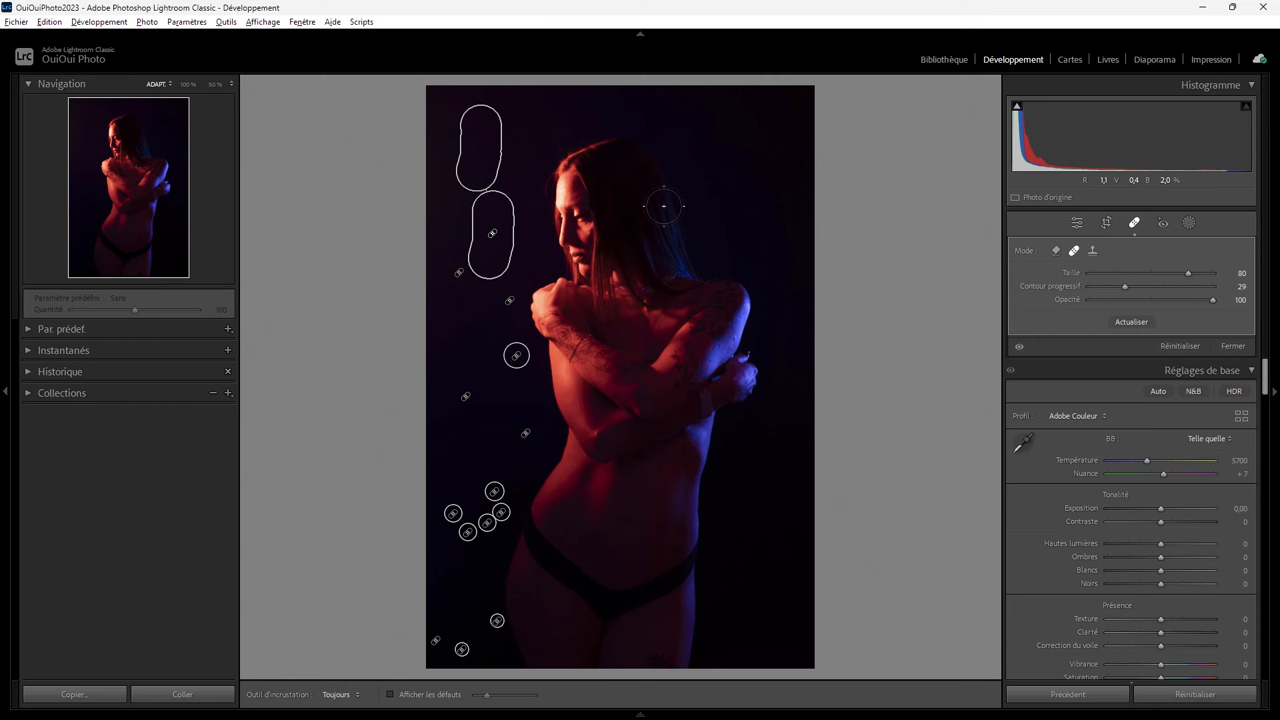 OuiOuiPhoto2023 - Adobe Photoshop Lightroom Classic - Développement
Fichier Edition Développement Photo Paramètres Outils Affichage Fenêtre Aide Scripts
Lrc
Adobe Lightroom Classic
OuiOui Photo
Bibliothèque Développement Cartes Livres Diaporama Impression
Navigation ADAPT. 100 % 50 %
Paramètre prédéfini : Sans
Quantité 100
Par. prédef.
Instantanés
Historique
Collections
Copier... Coller
Outil d'incrustation : Toujours Afficher les défauts
Histogramme
R 1,1 V 0,4 B 2,0 %
Photo d'origine
Mode :
Taille 80
Contour progressif 29
Opacité 100
Actualiser
Réinitialiser Fermer
Réglages de base
Auto N&B HDR
Profil : Adobe Couleur
BB : Telle quelle
Température 5700
Nuance + 7
Tonalité
Exposition 0,00
Contraste 0
Hautes lumières 0
Ombres 0
Blancs 0
Noirs 0
Présence
Texture 0
Clarté 0
Correction du voile 0
Vibrance 0
Saturation 0
Précédent Réinitialiser